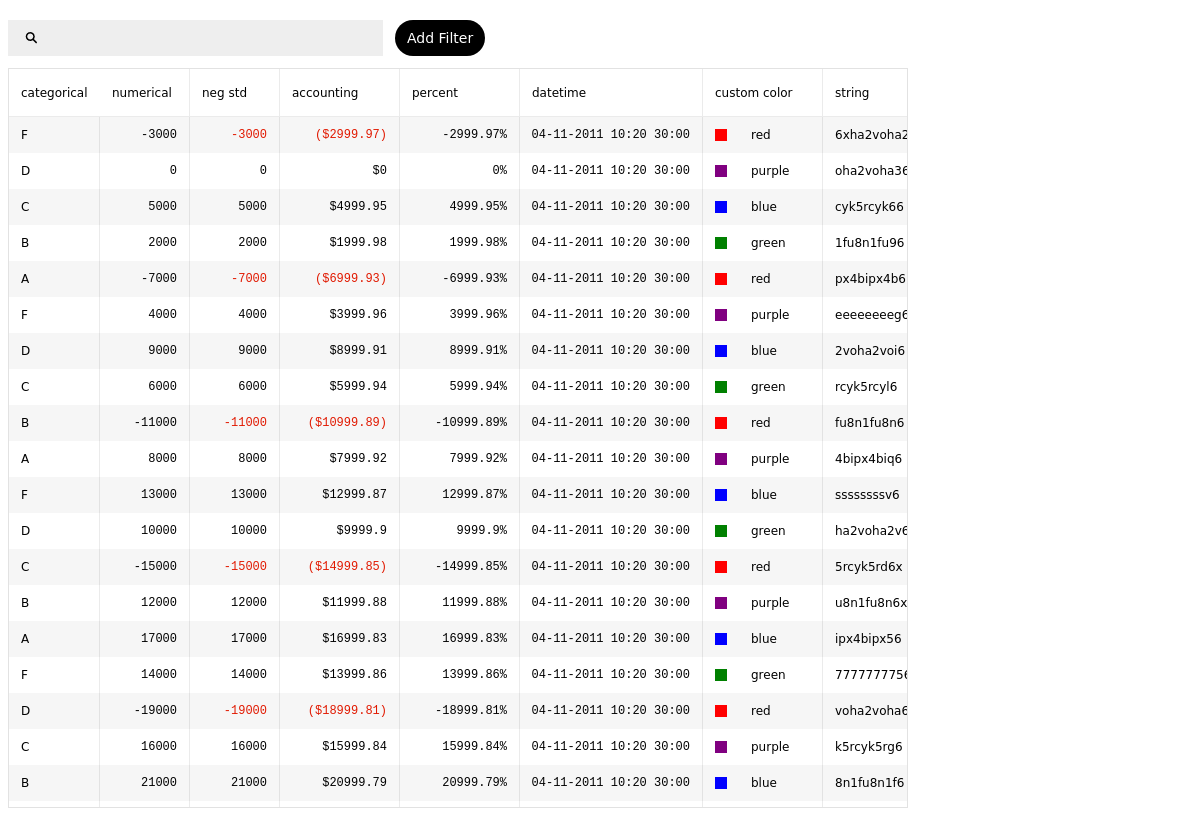 Add Filter
categorical numerical neg std accounting percent datetime custom color string
F -3000 -3000 ($2999.97) -2999.97% 04-11-2011 10:20 30:00 red 6xha2voha2
D 0 0 $0 0% 04-11-2011 10:20 30:00 purple oha2voha36
C 5000 5000 $4999.95 4999.95% 04-11-2011 10:20 30:00 blue cyk5rcyk66
B 2000 2000 $1999.98 1999.98% 04-11-2011 10:20 30:00 green 1fu8n1fu96
A -7000 -7000 ($6999.93) -6999.93% 04-11-2011 10:20 30:00 red px4bipx4b6
F 4000 4000 $3999.96 3999.96% 04-11-2011 10:20 30:00 purple eeeeeeeeg6
D 9000 9000 $8999.91 8999.91% 04-11-2011 10:20 30:00 blue 2voha2voi6
C 6000 6000 $5999.94 5999.94% 04-11-2011 10:20 30:00 green rcyk5rcyl6
B -11000 -11000 ($10999.89) -10999.89% 04-11-2011 10:20 30:00 red fu8n1fu8n6
A 8000 8000 $7999.92 7999.92% 04-11-2011 10:20 30:00 purple 4bipx4biq6
F 13000 13000 $12999.87 12999.87% 04-11-2011 10:20 30:00 blue ssssssssv6
D 10000 10000 $9999.9 9999.9% 04-11-2011 10:20 30:00 green ha2voha2v6
C -15000 -15000 ($14999.85) -14999.85% 04-11-2011 10:20 30:00 red 5rcyk5rd6x
B 12000 12000 $11999.88 11999.88% 04-11-2011 10:20 30:00 purple u8n1fu8n6x
A 17000 17000 $16999.83 16999.83% 04-11-2011 10:20 30:00 blue ipx4bipx56
F 14000 14000 $13999.86 13999.86% 04-11-2011 10:20 30:00 green 7777777756
D -19000 -19000 ($18999.81) -18999.81% 04-11-2011 10:20 30:00 red voha2voha6
C 16000 16000 $15999.84 15999.84% 04-11-2011 10:20 30:00 purple k5rcyk5rg6
B 21000 21000 $20999.79 20999.79% 04-11-2011 10:20 30:00 blue 8n1fu8n1f6